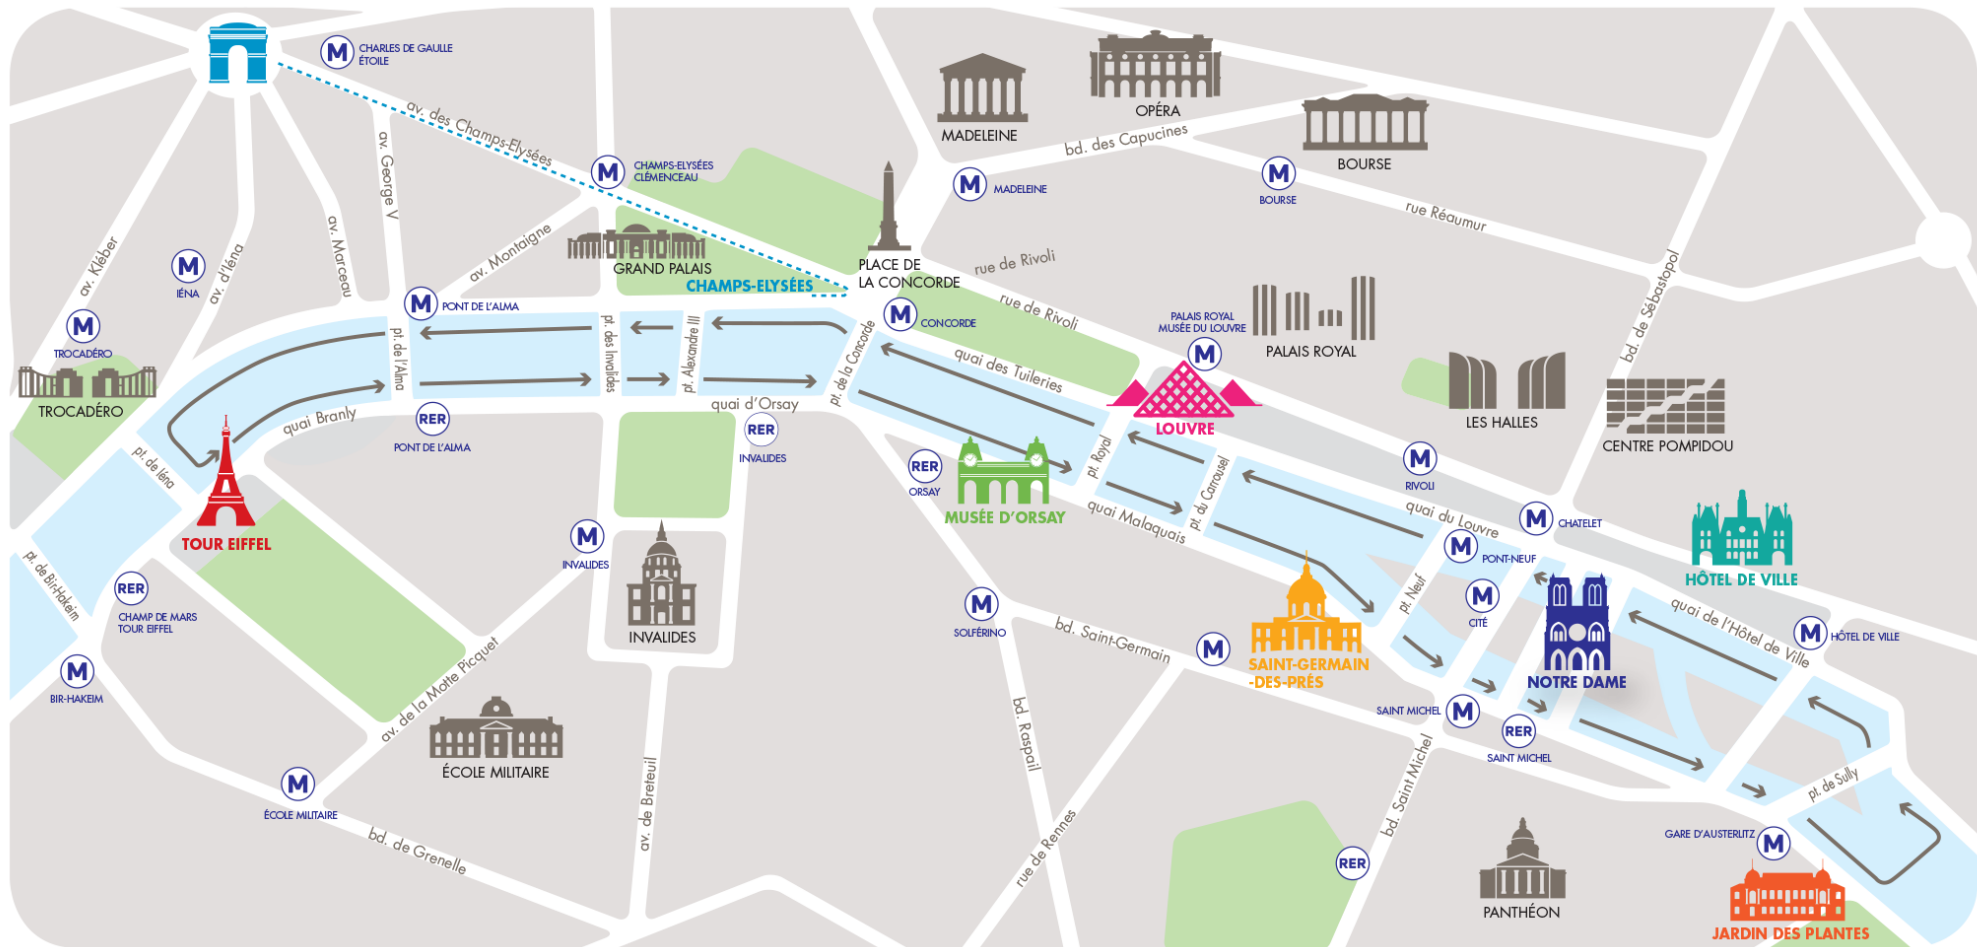 M
CHARLES DE GAULLE
ÉTOILE
av. des Champs-Elysées
av. George V
M
CHAMPS-ELYSÉES
CLÉMENCEAU
MADELEINE
OPÉRA
bd. des Capucines
BOURSE
M
MADELEINE
M
BOURSE
rue Réaumur
av. Kléber
M
IÉNA
av. d'Iéna
av. Marceau
av. Montaigne
GRAND PALAIS
CHAMPS-ELYSÉES
PLACE DE
LA CONCORDE
rue de Rivoli
rue de Rivoli
bd. de Sébastopol
M
PONT DE L'ALMA
M
CONCORDE
M
TROCADÉRO
TROCADÉRO
pt. de l'Alma
pt. des Invalides
pt. Alexandre III
pt. de la Concorde
quai des Tuileries
PALAIS ROYAL
MUSÉE DU LOUVRE
M
PALAIS ROYAL
LES HALLES
CENTRE POMPIDOU
LOUVRE
quai Branly
RER
PONT DE L'ALMA
quai d'Orsay
RER
INVALIDES
pt. de Iéna
TOUR EIFFEL
RER
ORSAY
MUSÉE D'ORSAY
pt. Royal
quai Malaquais
pt. du Carrousel
M
RIVOLI
quai du Louvre
M
CHATELET
M
PONT-NEUF
HÔTEL DE VILLE
pt. de Bir-Hakeim
RER
CHAMP DE MARS
TOUR EIFFEL
M
INVALIDES
INVALIDES
M
SOLFÉRINO
bd. Saint-Germain
M
SAINT-GERMAIN
-DES-PRÉS
pt. Neuf
M
CITÉ
NOTRE DAME
quai de l'Hôtel de Ville
M
HÔTEL DE VILLE
M
BIR-HAKEIM
av. de la Motte Picquet
ÉCOLE MILITAIRE
M
ÉCOLE MILITAIRE
bd. de Grenelle
av. de Breteuil
bd. Raspail
rue de Rennes
SAINT MICHEL
M
RER
SAINT MICHEL
bd. Saint Michel
RER
pt. de Sully
GARE D'AUSTERLITZ
M
PANTHÉON
JARDIN DES PLANTES